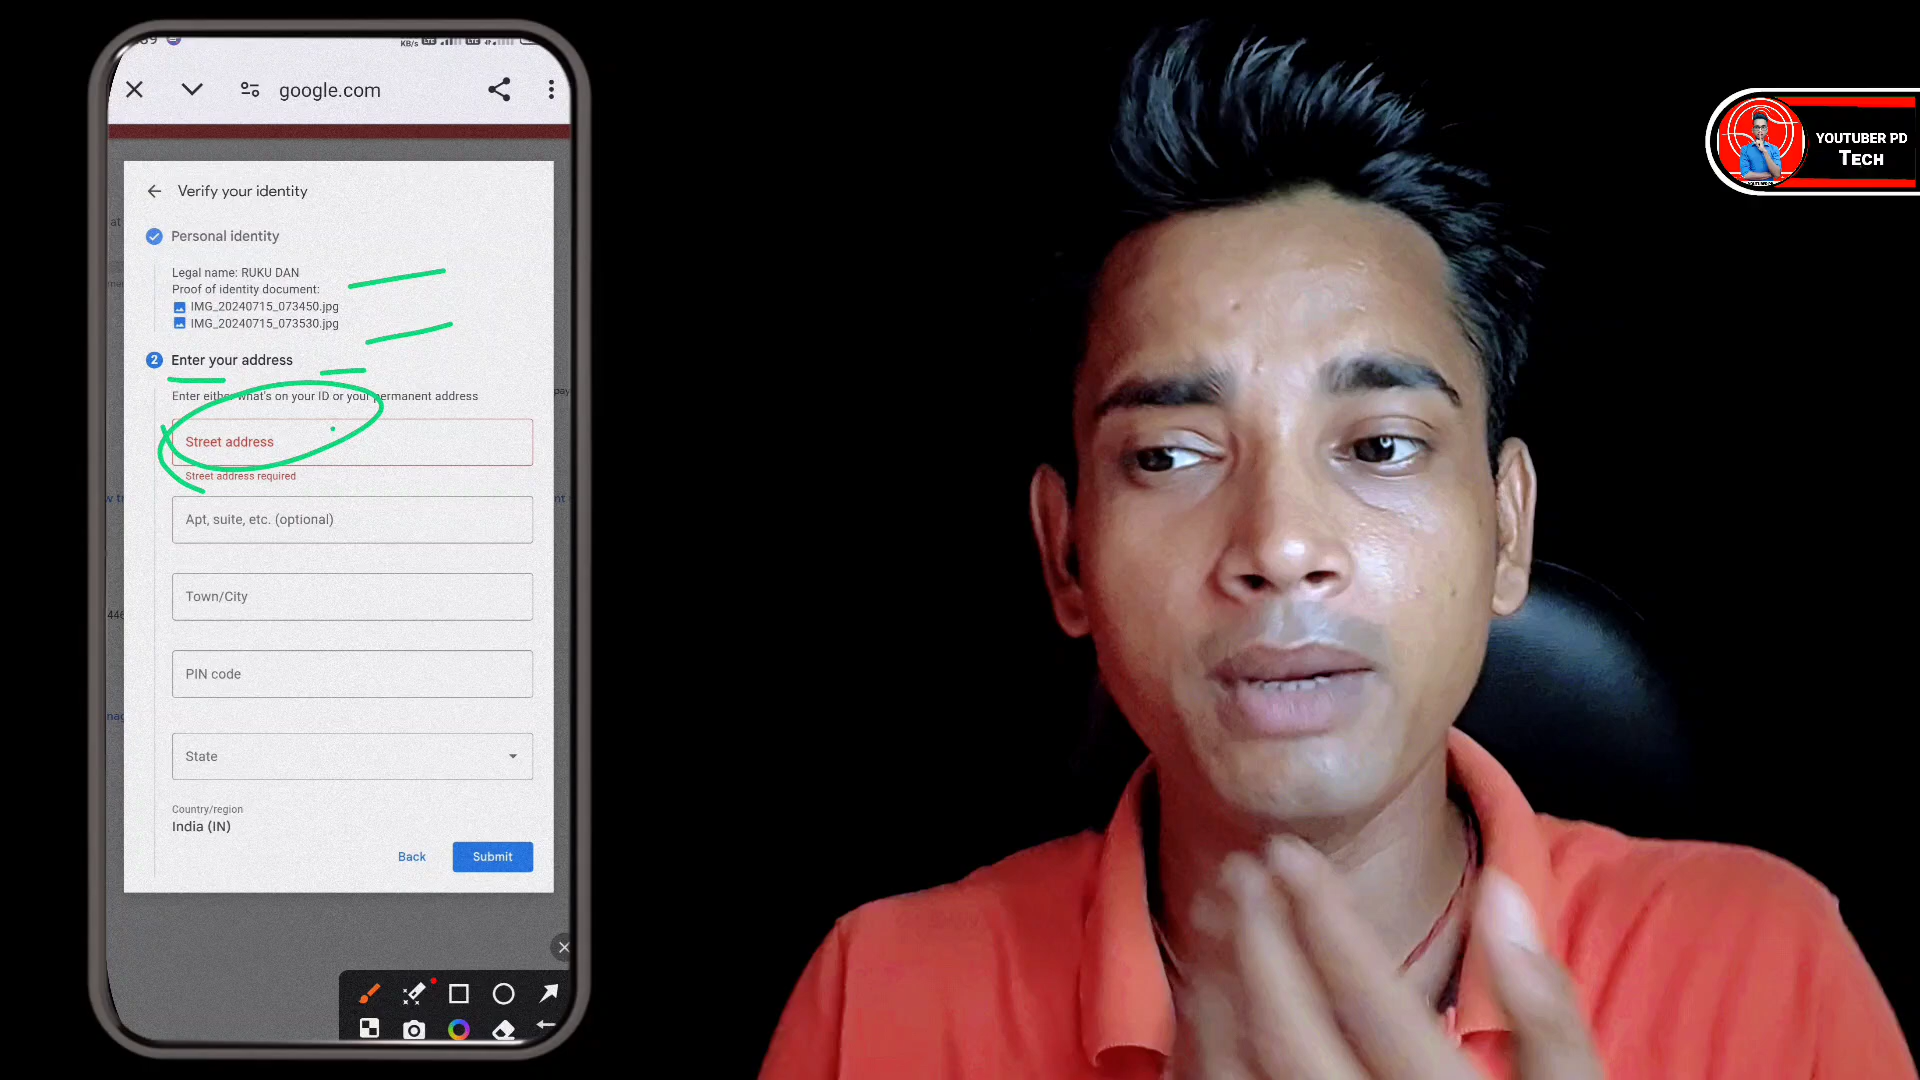 KB/s
google.com
Verify your identity
Personal identity
Legal name: RUKU DAN
Proof of identity document:
IMG_20240715_073450.jpg
IMG_20240715_073530.jpg
2 Enter your address
Enter either what's on your ID or your permanent address
Street address
Street address required
Apt, suite, etc. (optional)
Town/City
PIN code
State
Country/region
India (IN)
Back
Submit
YOUTUBER PD
TECH